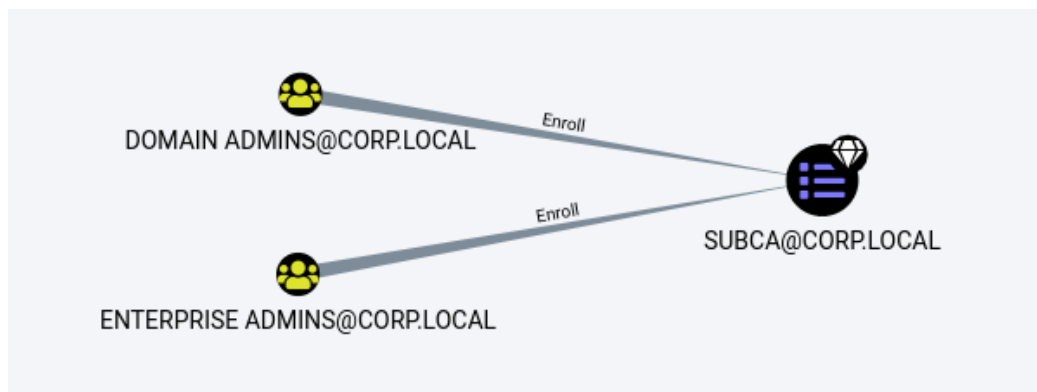 Enroll
DOMAIN ADMINS@CORP.LOCAL
Enroll
SUBCA@CORP.LOCAL
ENTERPRISE ADMINS@CORP.LOCAL